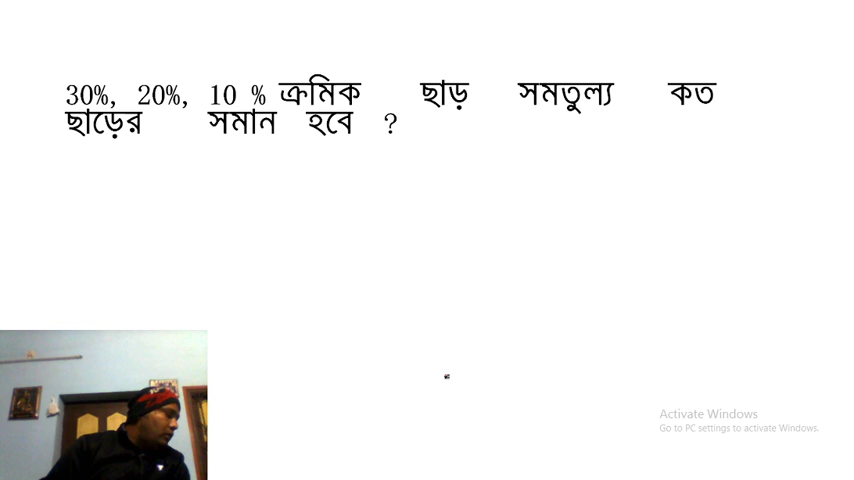 30%, 20%, 10 % ক্রমিক ছাড় সমতুল্য কত
ছাড়ের সমান হবে ?
Activate Windows
Go to PC settings to activate Windows.